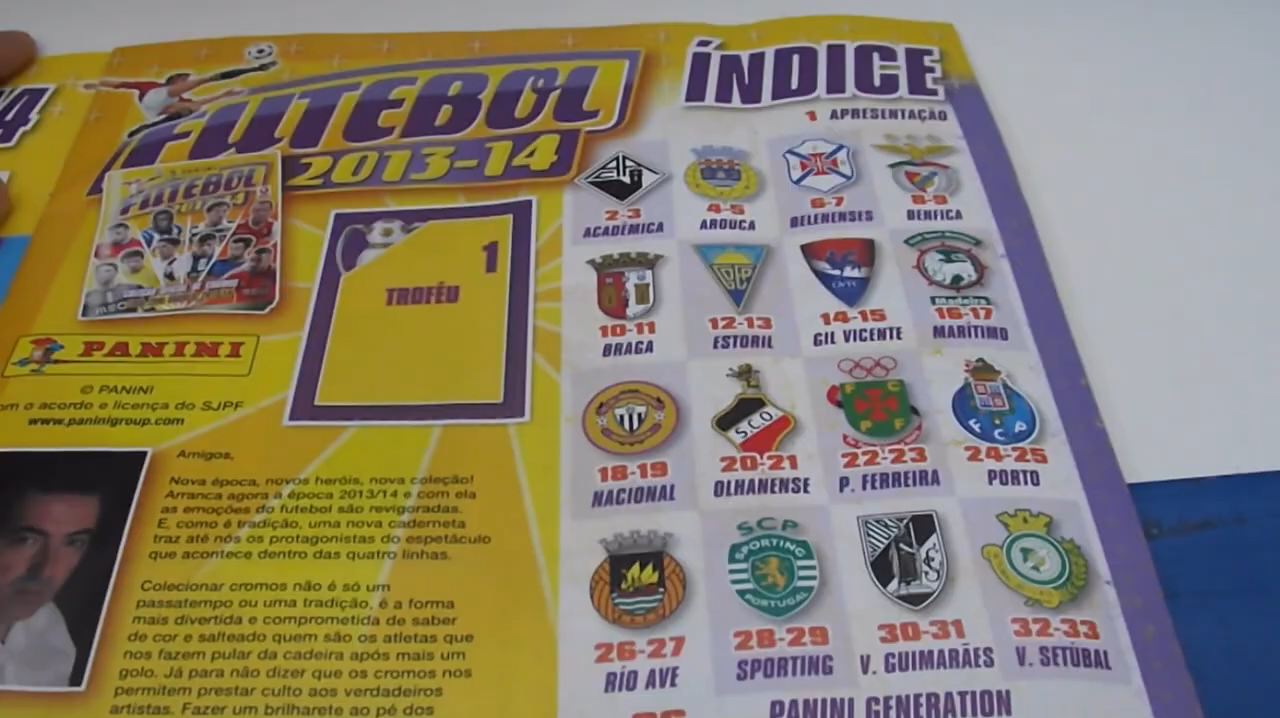 4
FUTEBOL
2013-14
FUTEBOL
1
TROFÉU
PANINI
© PANINI
om o acordo e licença do SJPF
www.paninigroup.com
Amigos,
Nova época, novos heróis, nova coleção!
Arranca agora a época 2013/14 e com ela
as emoções do futebol são revigoradas.
E, como é tradição, uma nova caderneta
traz até nós os protagonistas do espetáculo
que acontece dentro das quatro linhas.
Colecionar cromos não é só um
passatempo ou uma tradição, é a forma
mais divertida e comprometida de saber
de cor e salteado quem são os atletas que
nos fazem pular da cadeira após mais um
golo. Já para não dizer que os cromos nos
permitem prestar culto aos verdadeiros
artistas. Fazer um brilharete ao pé dos
ÍNDICE
1 APRESENTAÇÃO
2-3
ACADÉMICA
4-5
AROUCA
6-7
BELENENSES
8-9
BENFICA
10-11
BRAGA
12-13
ESTORIL
14-15
GIL VICENTE
Madeira
16-17
MARÍTIMO
18-19
NACIONAL
S.C.O.
20-21
OLHANENSE
F C
P F
22-23
P. FERREIRA
F C P
24-25
PORTO
26-27
RIO AVE
SCP
SPORTING
PORTUGAL
28-29
SPORTING
30-31
V. GUIMARÃES
32-33
V. SETÚBAL
PANINI GENERATION